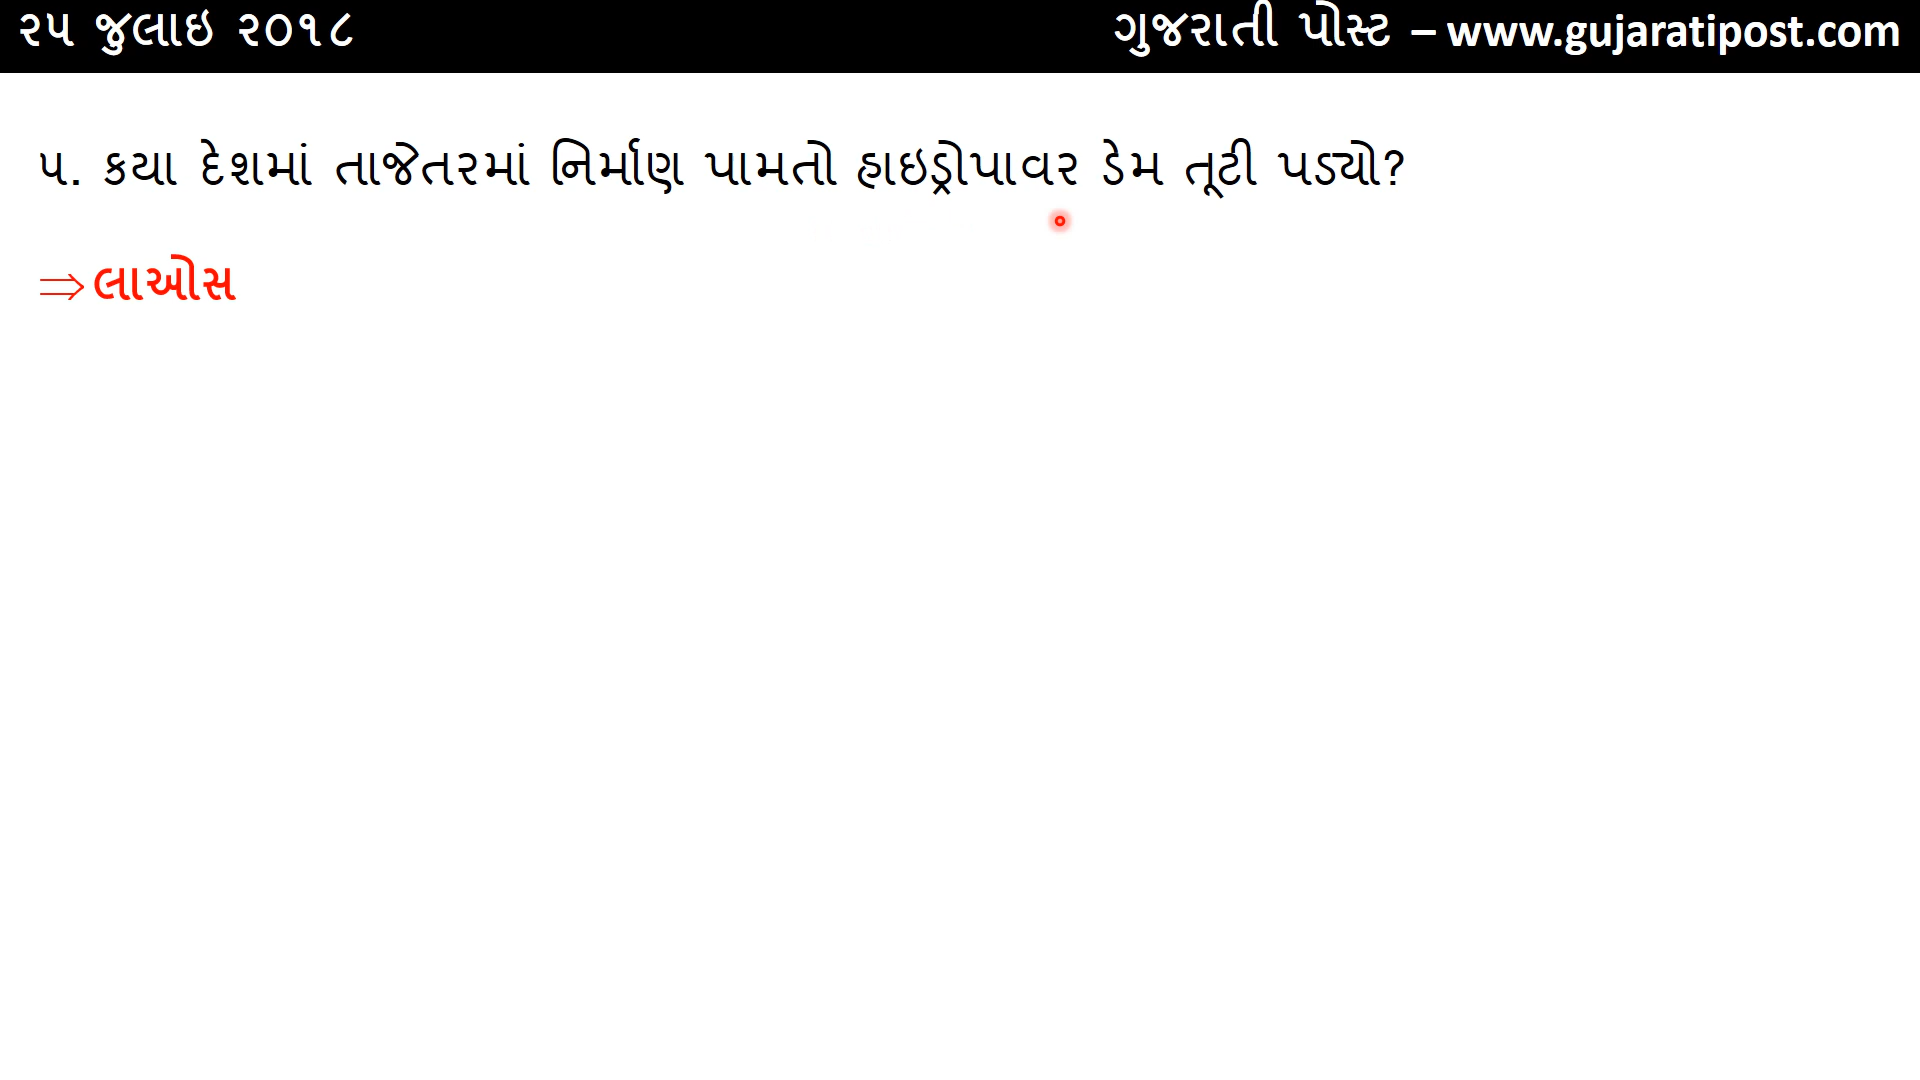 ૨૫ જુલાઇ ૨૦૧૮
ગુજરાતી પોસ્ટ – www.gujaratipost.com
૫. કયા દેશમાં તાજેતરમાં નિર્માણ પામતો હાઇડ્રોપાવર ડેમ તૂટી પડ્યો?
⇒ લાઓસ